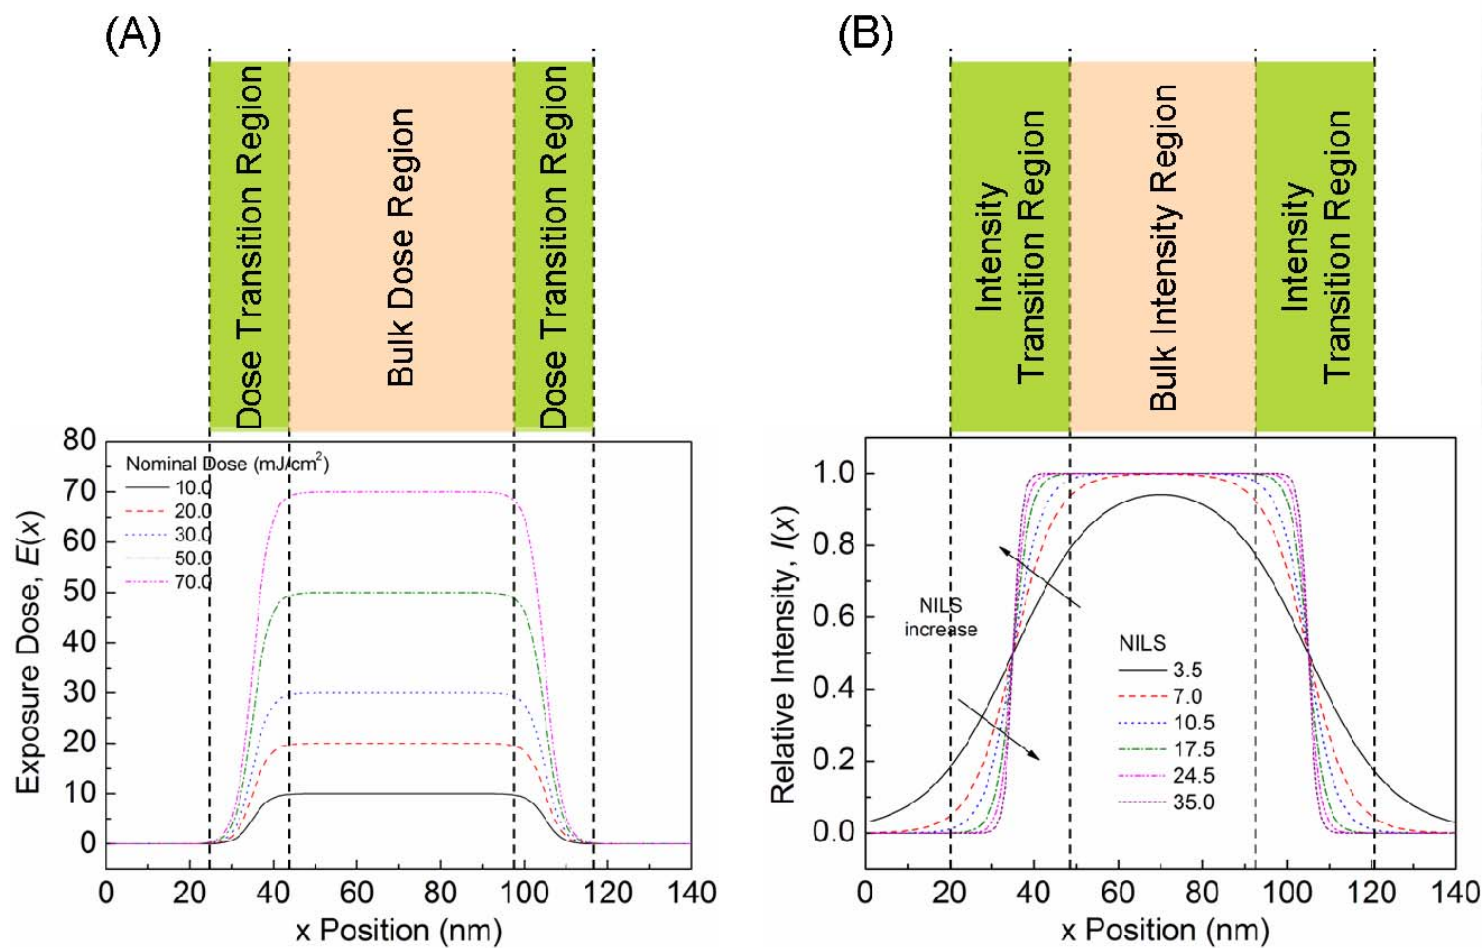 (A)
Dose Transition Region
Bulk Dose Region
Dose Transition Region
80
70
60
50
40
30
20
10
0
Exposure Dose, E(x)
Nominal Dose (mJ/cm²)
10.0
20.0
30.0
50.0
70.0
0 20 40 60 80 100 120 140
x Position (nm)
(B)
Intensity
Transition Region
Bulk Intensity Region
Intensity
Transition Region
1.0
0.8
0.6
0.4
0.2
0.0
Relative Intensity, I(x)
NILS
increase
NILS
3.5
7.0
10.5
17.5
24.5
35.0
0 20 40 60 80 100 120 140
x Position (nm)